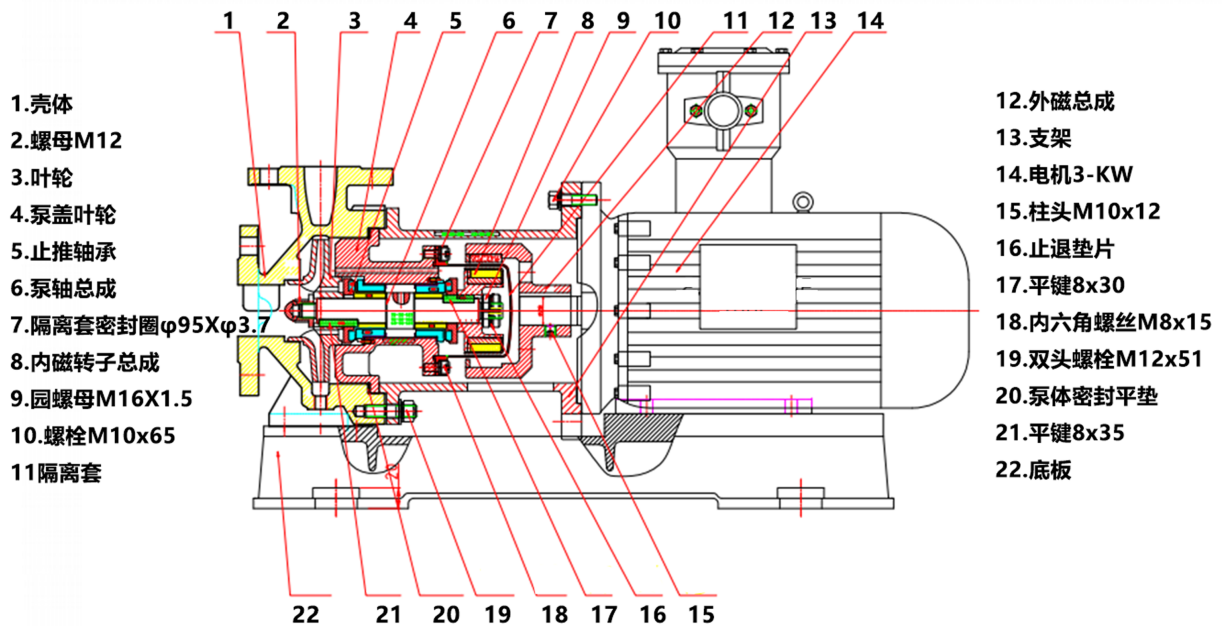 1 2 3 4 5 6 7 8 9 10 11 12 13 14
1.壳体
2.螺母M12
3.叶轮
4.泵盖叶轮
5.止推轴承
6.泵轴总成
7.隔离套密封圈φ95Xφ3.7
8.内磁转子总成
9.园螺母M16X1.5
10.螺栓M10x65
11隔离套
12.外磁总成
13.支架
14.电机3-KW
15.柱头M10x12
16.止退垫片
17.平键8x30
18.内六角螺丝M8x15
19.双头螺栓M12x51
20.泵体密封平垫
21.平键8x35
22.底板
20
22 21 20 19 18 17 16 15